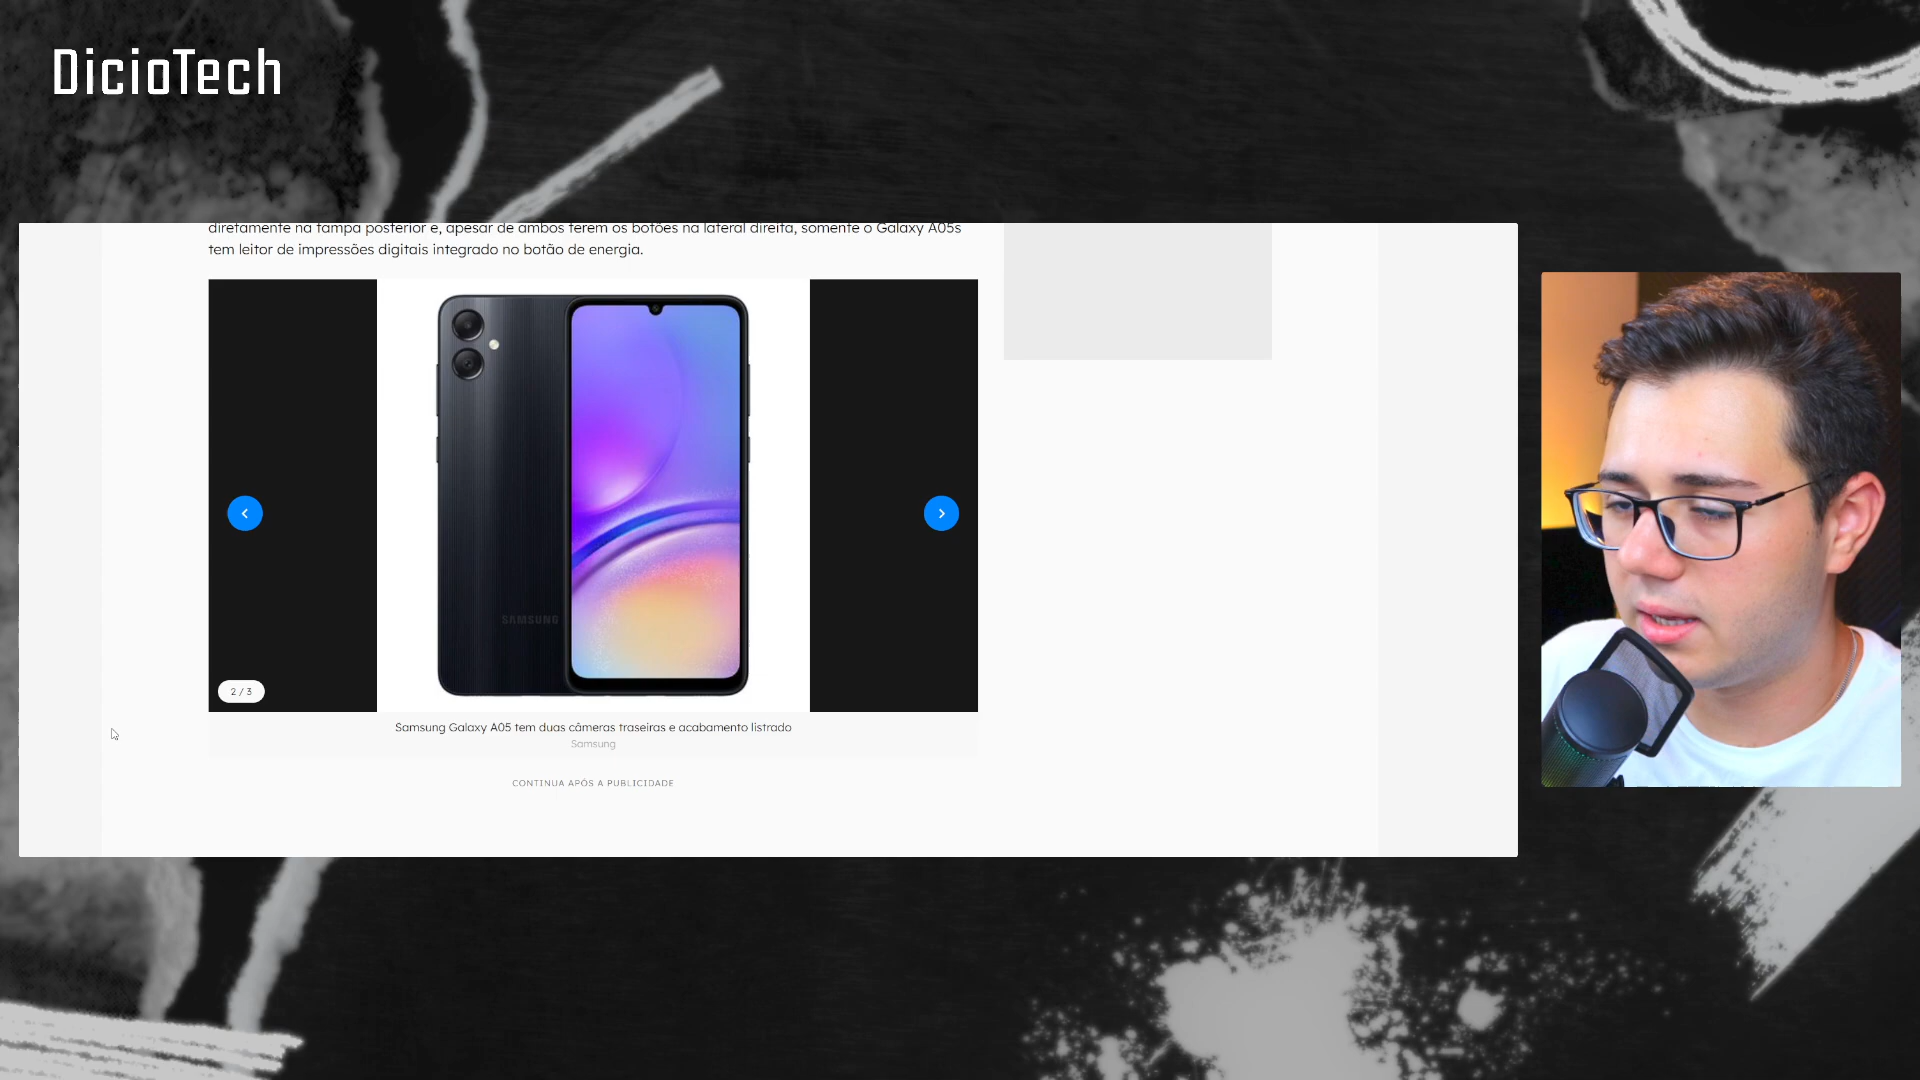 DicioTech
diretamente na tampa posterior e, apesar de ambos terem os botões na lateral direita, somente o Galaxy A05s
tem leitor de impressões digitais integrado no botão de energia.
SAMSUNG
2 / 3
Samsung Galaxy A05 tem duas câmeras traseiras e acabamento listrado
Samsung
CONTINUA APÓS A PUBLICIDADE